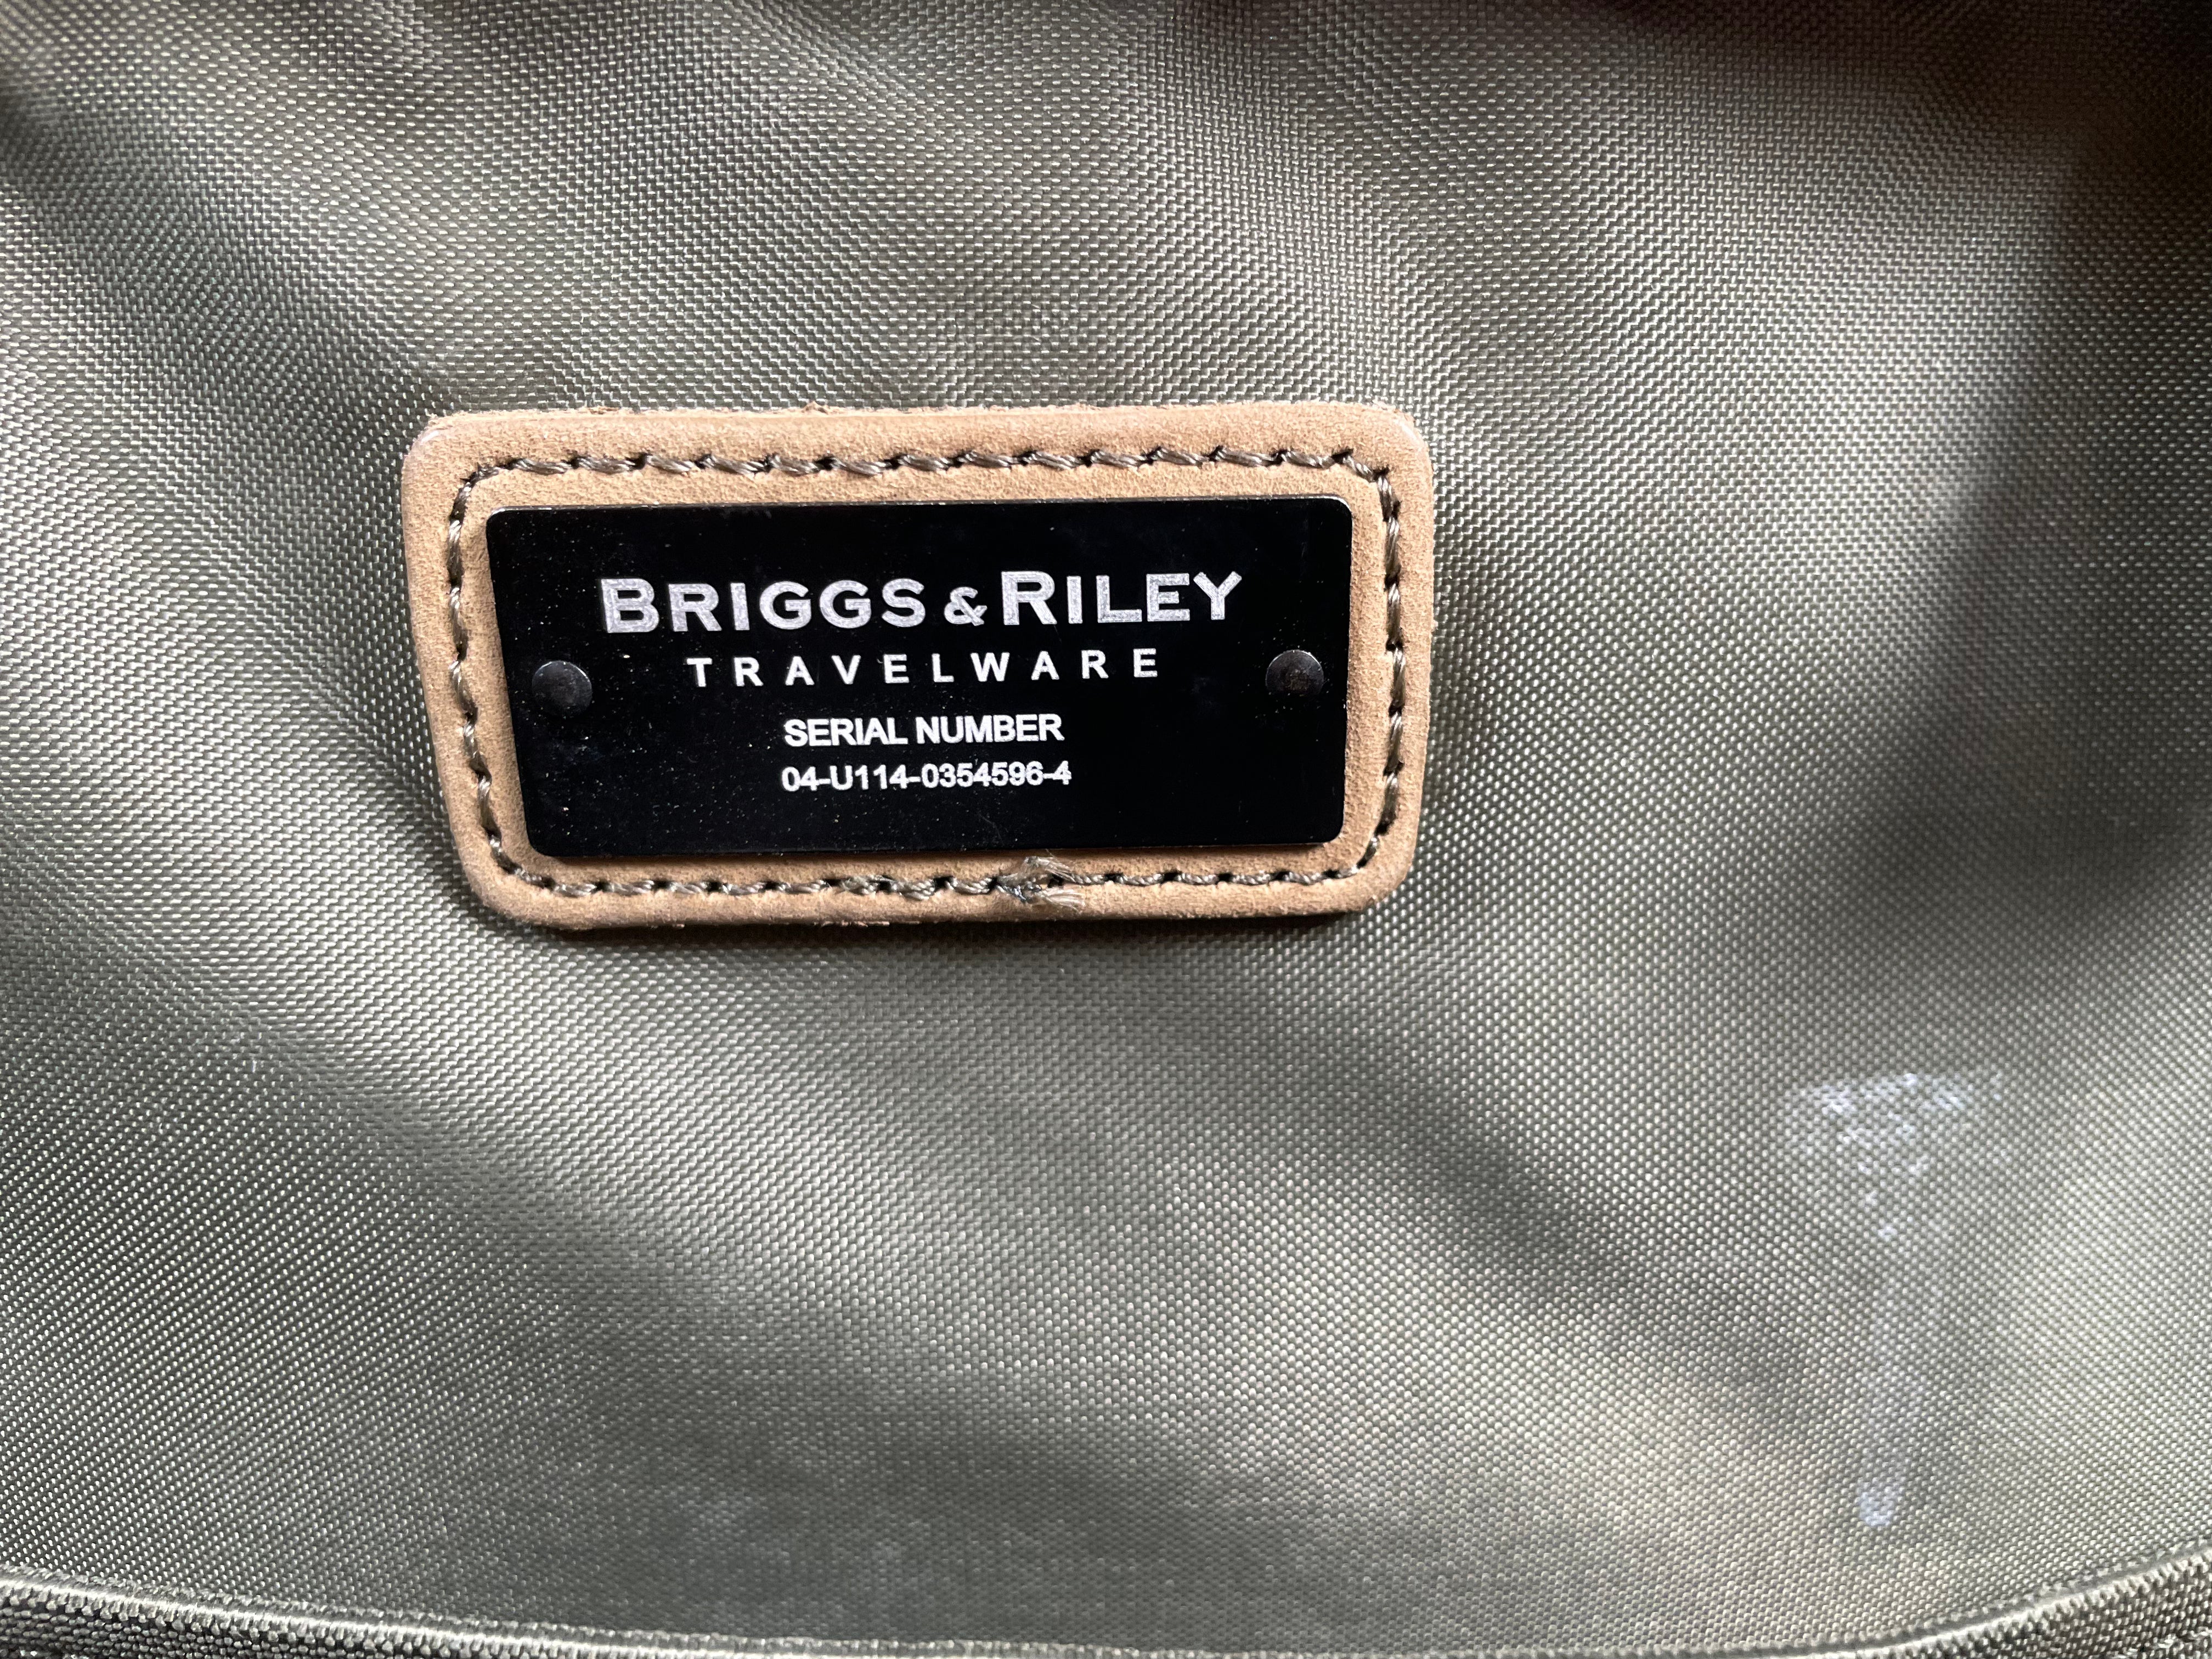 BRIGGS & RILEY
TRAVELWARE
SERIAL NUMBER
04-U114-0354596-4